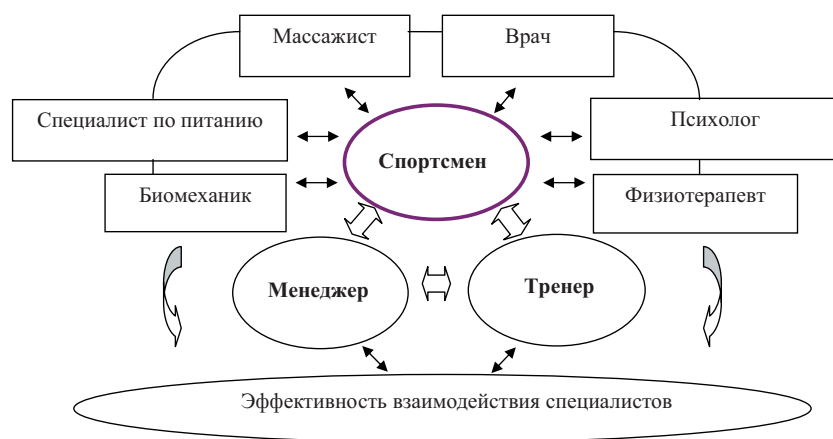 Массажист
Врач
Специалист по питанию
Психолог
Спортсмен
Биомеханик
Физиотерапевт
Менеджер
Тренер
Эффективность взаимодействия специалистов